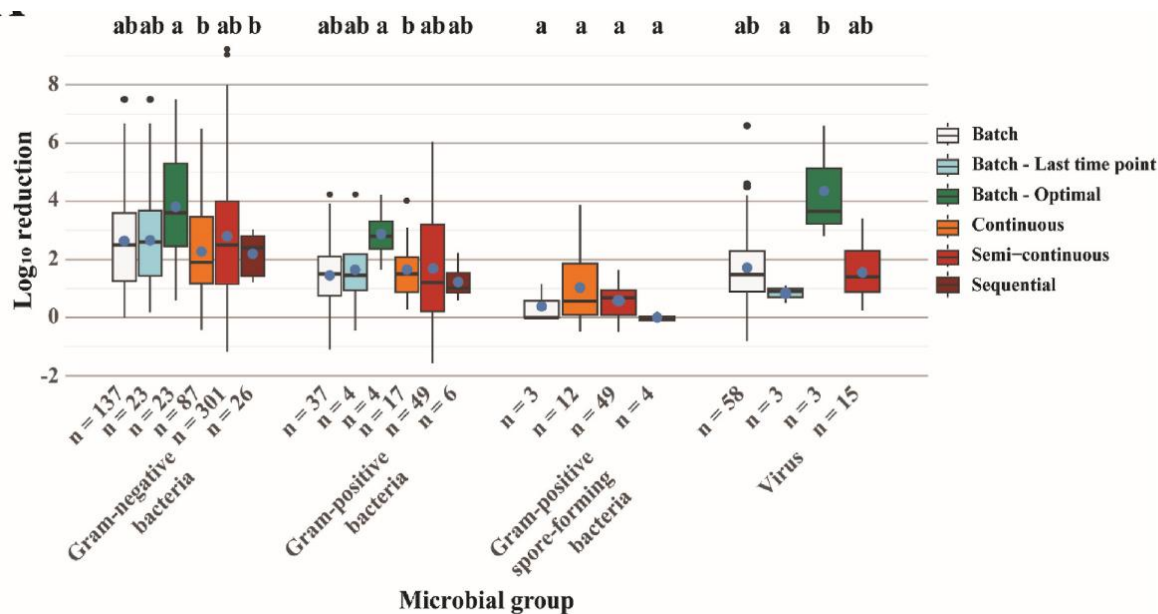 ab ab a b ab b ab ab a b ab ab a a a a ab a b ab
8
6
4
2
0
-2
Log10 reduction
Batch
Batch - Last time point
Batch - Optimal
Continuous
Semi-continuous
Sequential
n = 137
n = 23
n = 23
n = 87
n = 301
n = 26
n = 37
n = 4
n = 4
n = 17
n = 49
n = 6
n = 3
n = 12
n = 49
n = 4
n = 58
n = 3
n = 3
n = 15
Gram-negative
bacteria
Gram-positive
bacteria
Gram-positive
spore-forming
bacteria
Virus
Microbial group